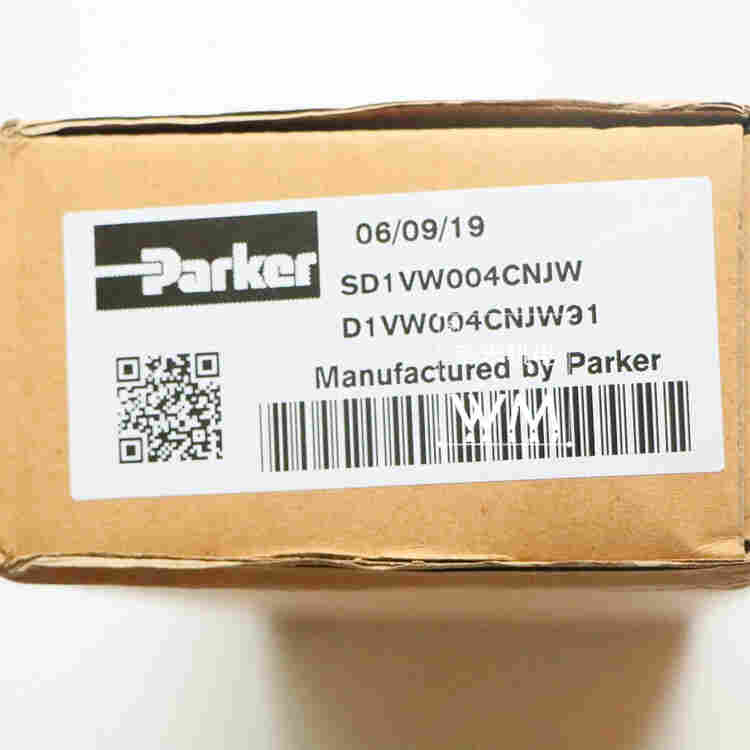 Parker
06/09/19
SD1VW004CNJW
D1VW004CNJW91
Manufactured by Parker
W.M.